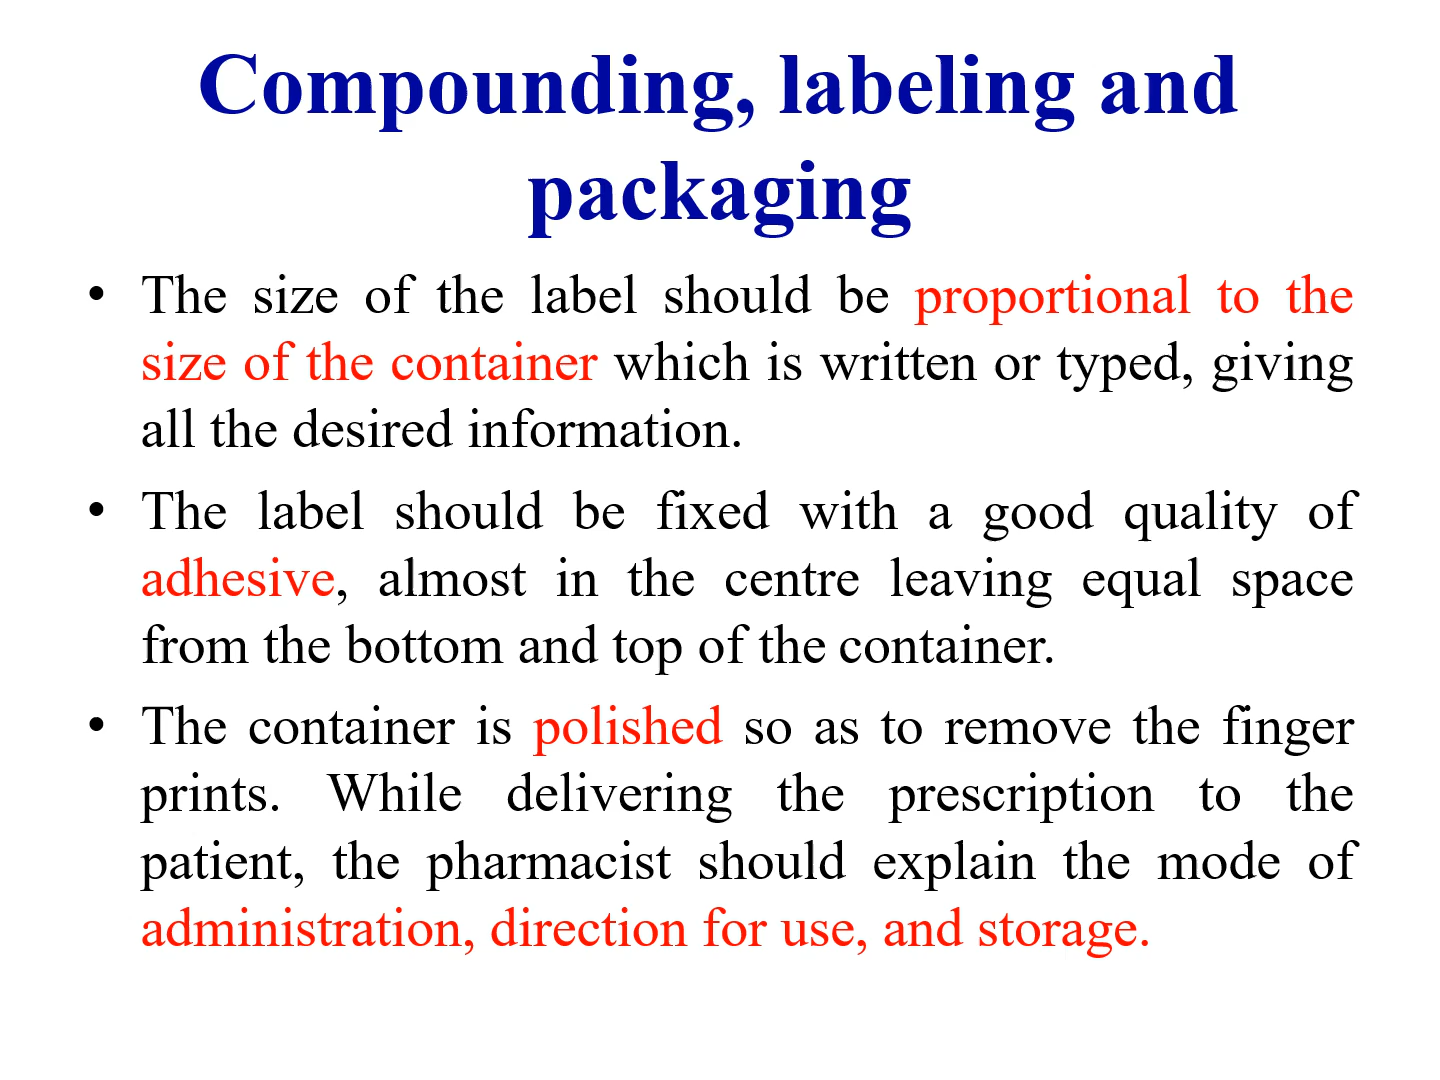 Compounding, labeling and
packaging
• The size of the label should be proportional to the
size of the container which is written or typed, giving
all the desired information.
• The label should be fixed with a good quality of
adhesive, almost in the centre leaving equal space
from the bottom and top of the container.
• The container is polished so as to remove the finger
prints. While delivering the prescription to the
patient, the pharmacist should explain the mode of
administration, direction for use, and storage.